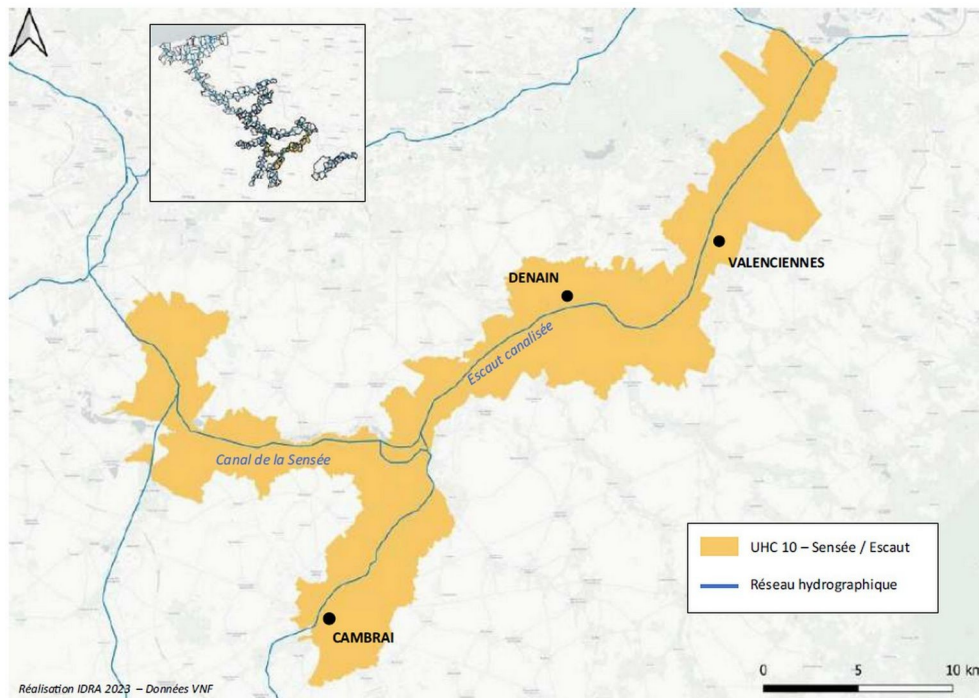 VALENCIENNES
DENAIN
Escaut canalisée
Canal de la Sensée
CAMBRAI
UHC 10 – Sensée / Escaut
Réseau hydrographique
0 5 10 km
Réalisation IDRA 2023 – Données VNF